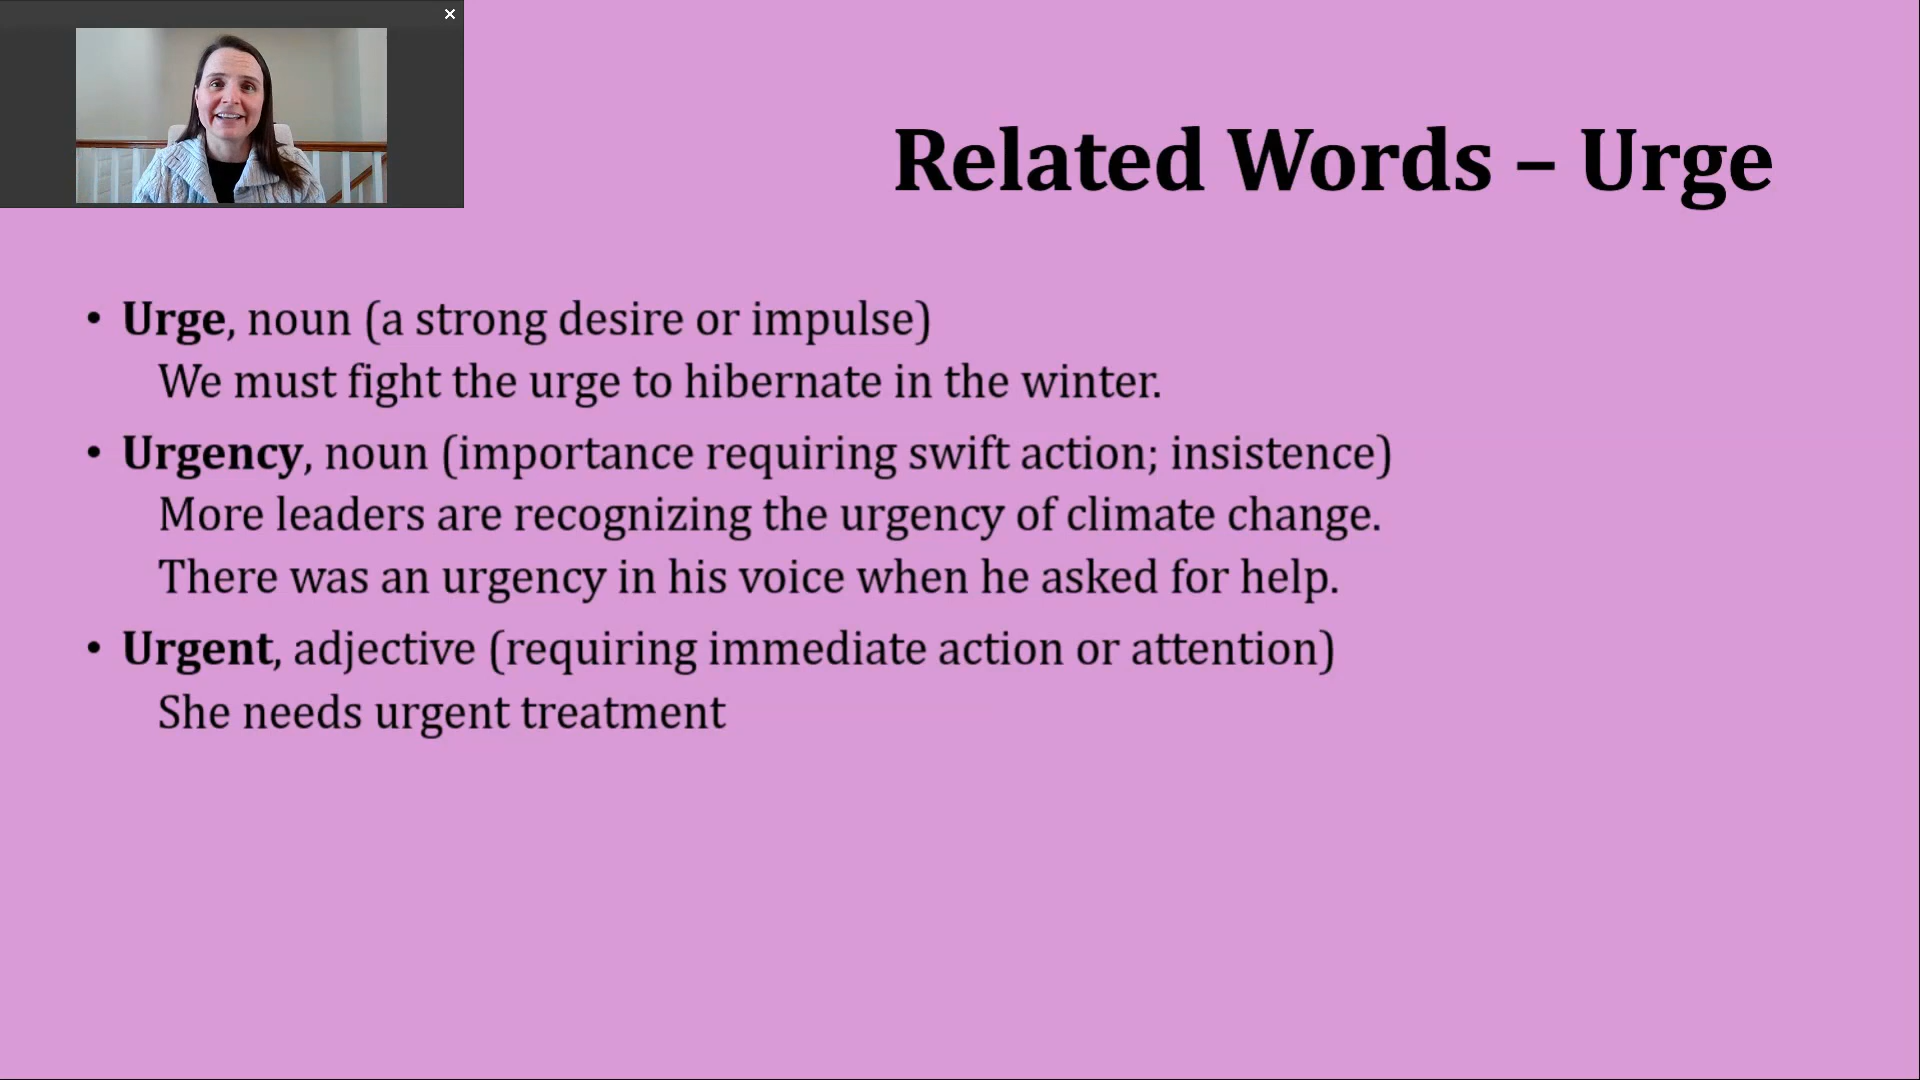 Related Words – Urge
• Urge, noun (a strong desire or impulse)
We must fight the urge to hibernate in the winter.
• Urgency, noun (importance requiring swift action; insistence)
More leaders are recognizing the urgency of climate change.
There was an urgency in his voice when he asked for help.
• Urgent, adjective (requiring immediate action or attention)
She needs urgent treatment